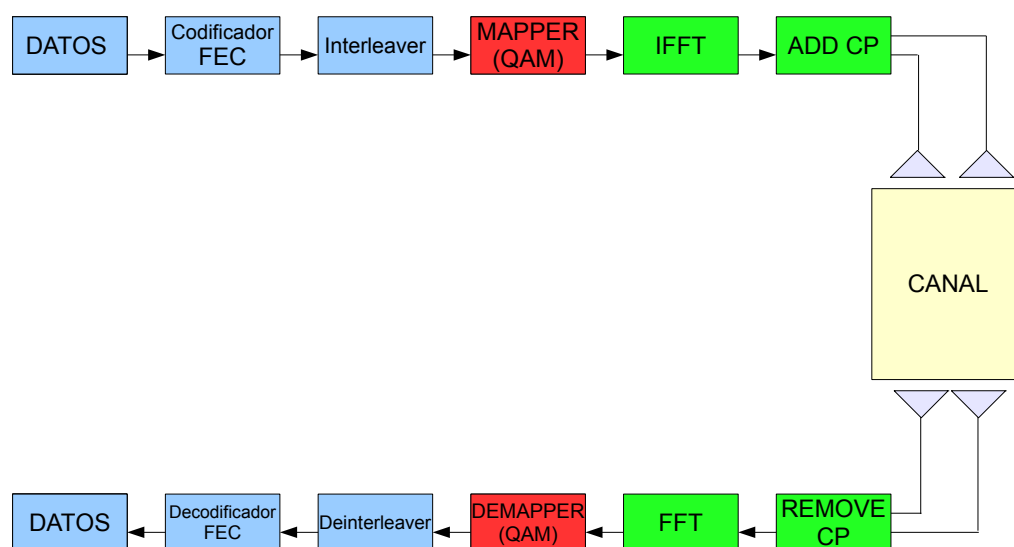 DATOS
Codificador
FEC
Interleaver
MAPPER
(QAM)
IFFT
ADD CP
CANAL
DATOS
Decodificador
FEC
Deinterleaver
DEMAPPER
(QAM)
FFT
REMOVE
CP